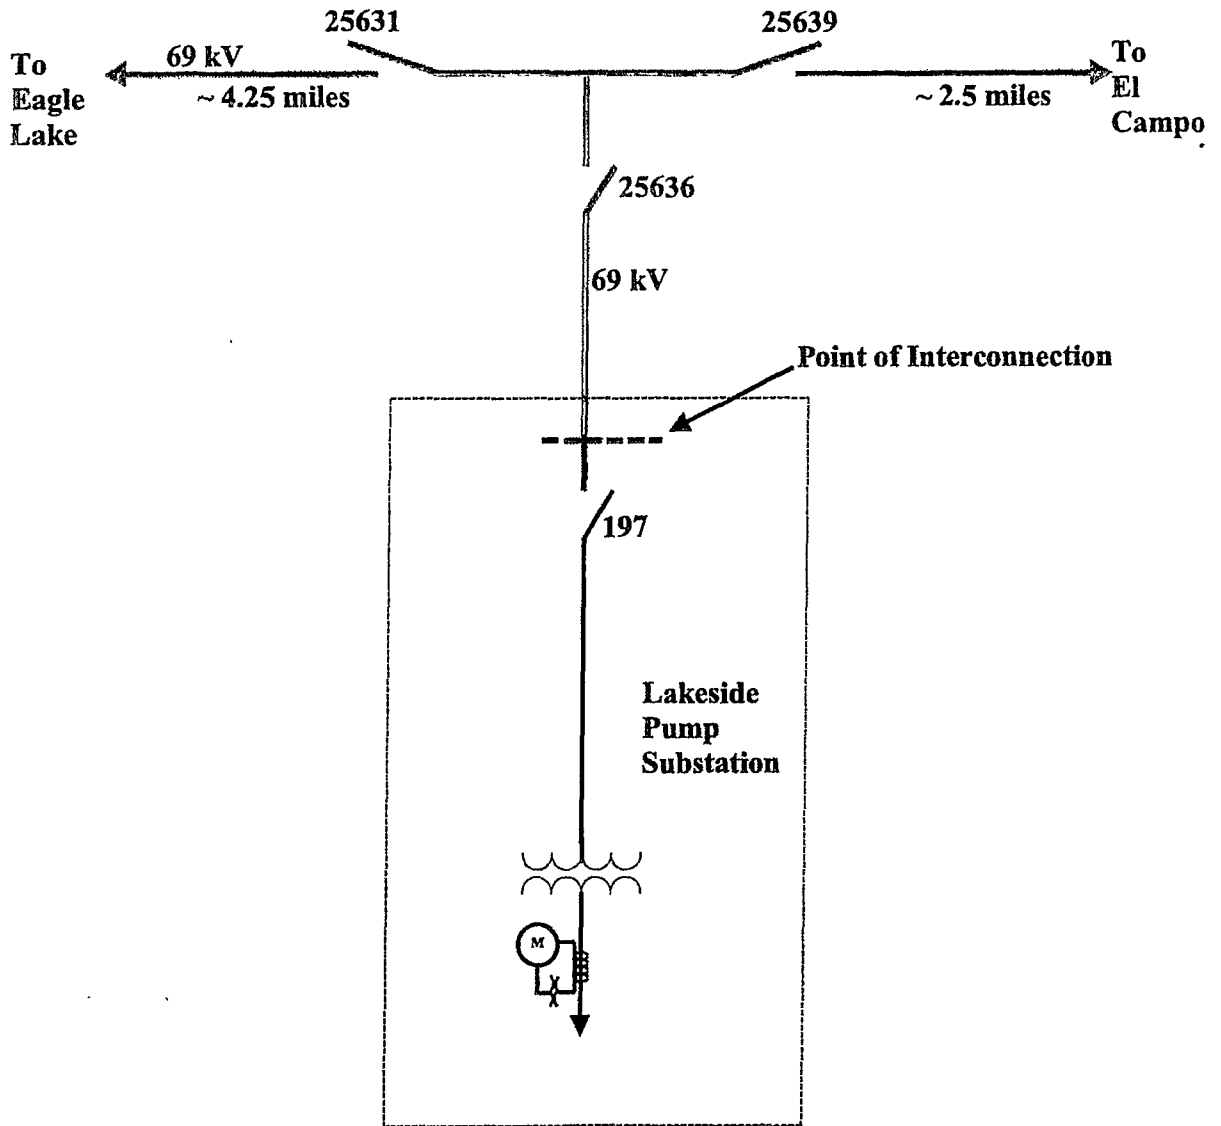 25631
25639
To
Eagle
Lake
69 kV
~ 4.25 miles
~ 2.5 miles
To
El
Campo
25636
69 kV
Point of Interconnection
197
Lakeside
Pump
Substation
M